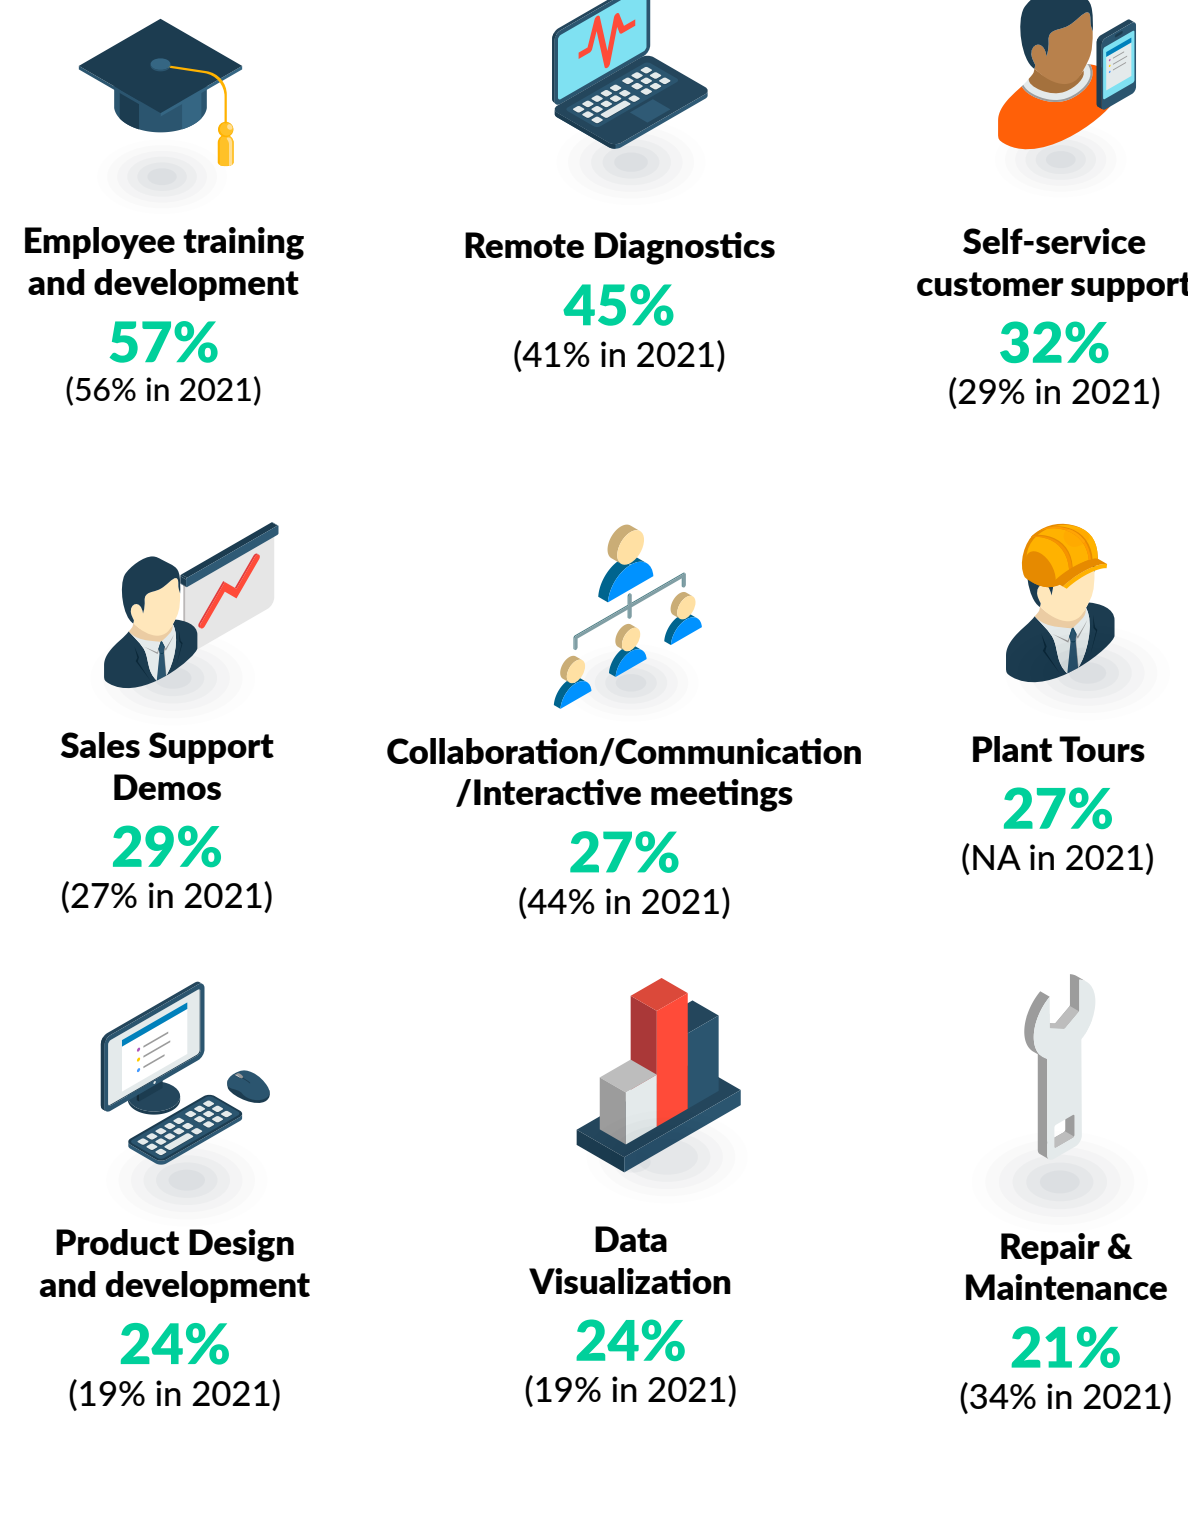 Employee training
and development
57%
(56% in 2021)
Remote Diagnostics
45%
(41% in 2021)
Self-service
customer support
32%
(29% in 2021)
Sales Support
Demos
29%
(27% in 2021)
Collaboration/Communication
/Interactive meetings
27%
(44% in 2021)
Plant Tours
27%
(NA in 2021)
Product Design
and development
24%
(19% in 2021)
Data
Visualization
24%
(19% in 2021)
Repair &
Maintenance
21%
(34% in 2021)